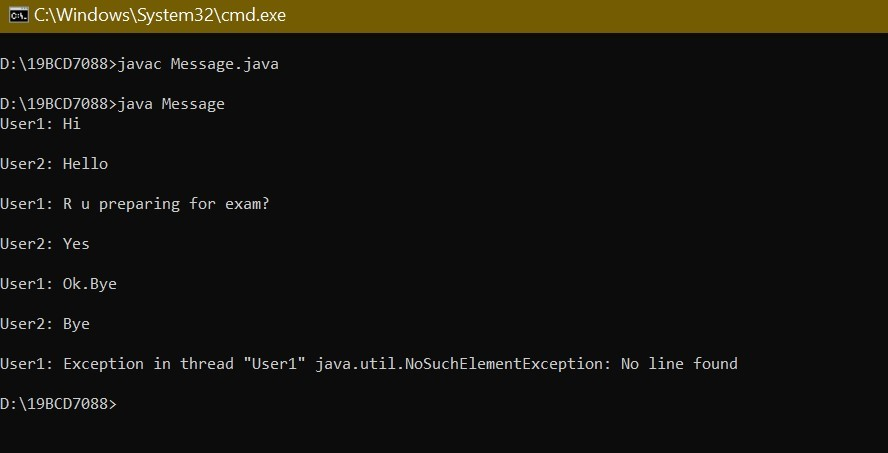 C:\Windows\System32\cmd.exe
D:\19BCD7088>javac Message.java
D:\19BCD7088>java Message
User1: Hi
User2: Hello
User1: R u preparing for exam?
User2: Yes
User1: Ok.Bye
User2: Bye
User1: Exception in thread "User1" java.util.NoSuchElementException: No line found
D:\19BCD7088>